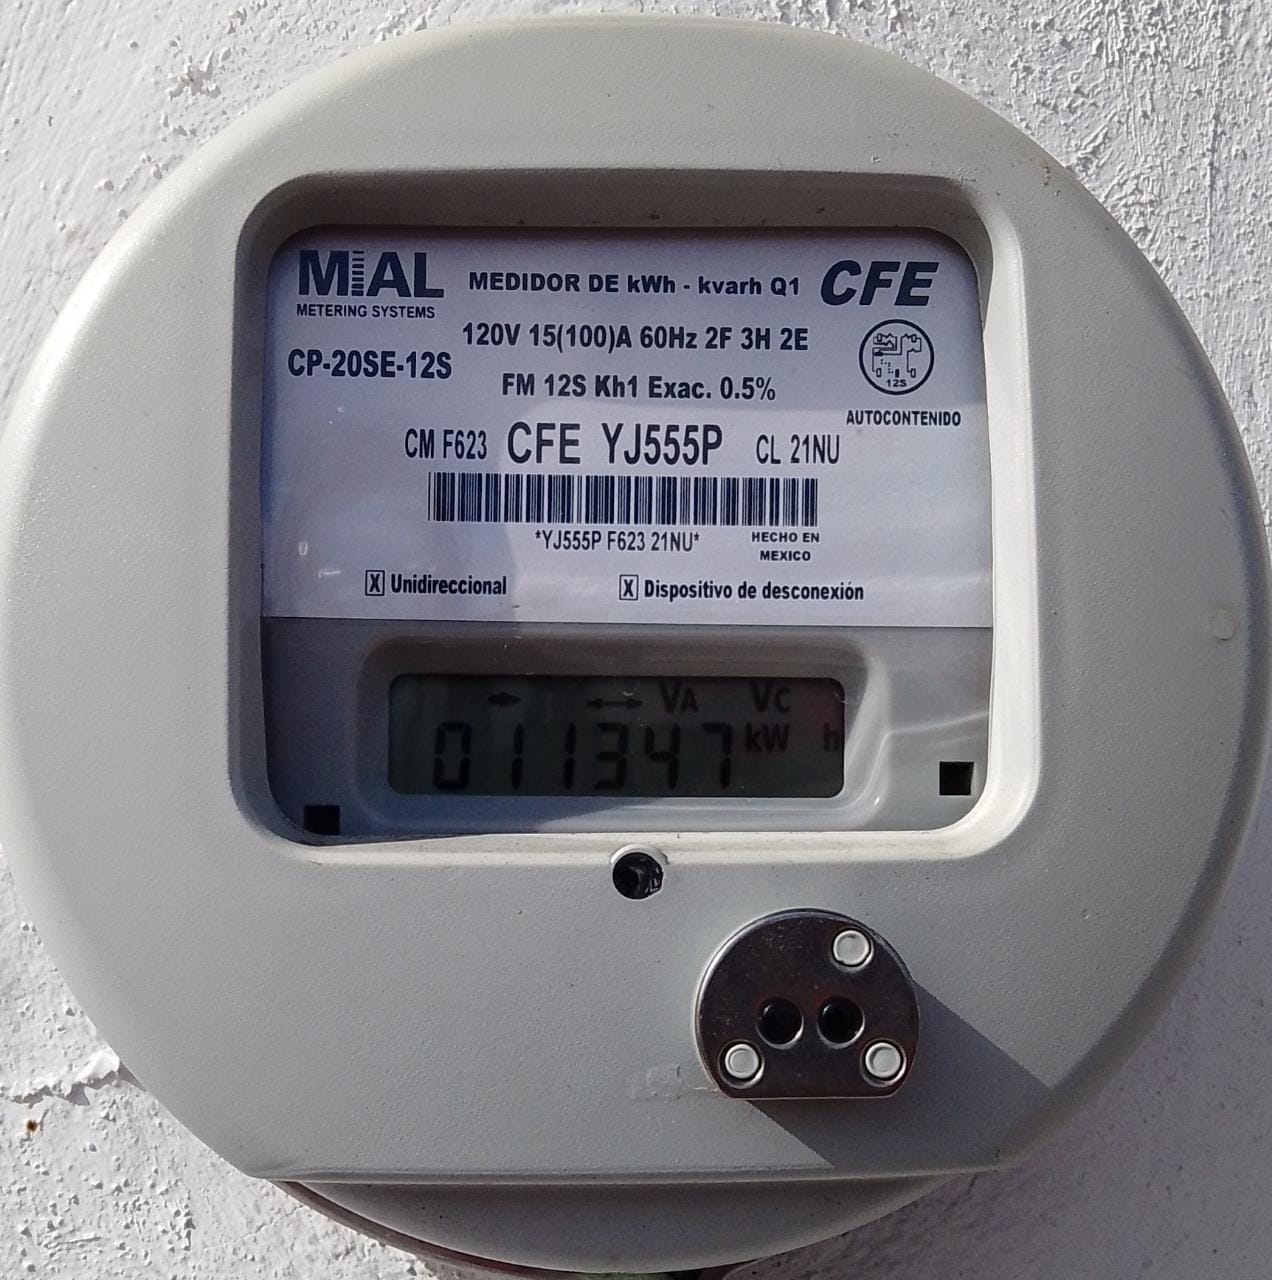 MIAL
METERING SYSTEMS
MEDIDOR DE kWh - kvarh Q1
CFE
120V 15(100)A 60Hz 2F 3H 2E
CP-20SE-12S
FM 12S Kh1 Exac. 0.5%
12S
AUTOCONTENIDO
CM F623 CFE YJ555P CL 21NU
*YJ555P F623 21NU*
HECHO EN
MEXICO
X Unidireccional
X Dispositivo de desconexión
VA VC
011347 kW h